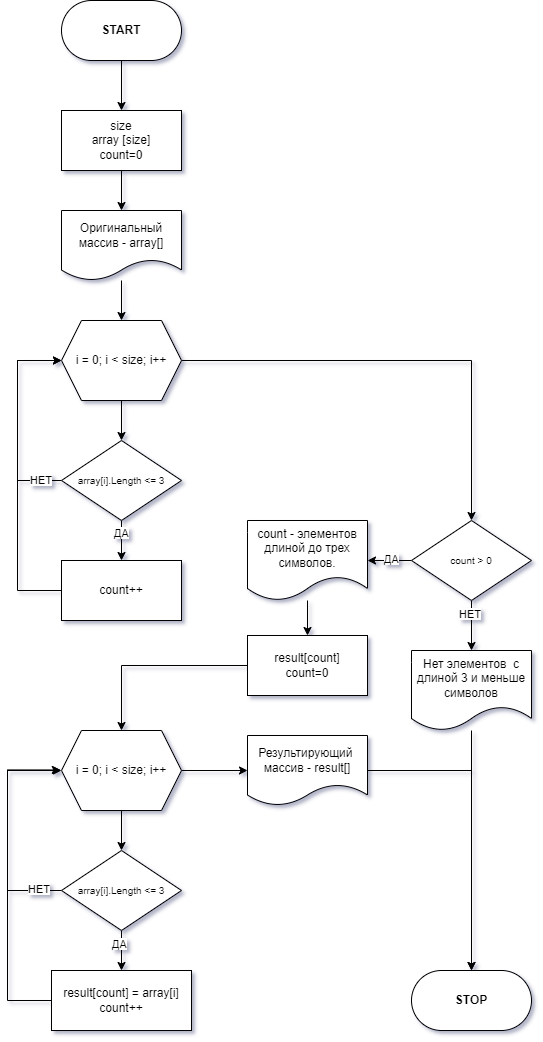 START
size
array [size]
count=0
Оригинальный
массив - array[]
i = 0; i < size; i++
НЕТ
array[i].Length <= 3
ДА
count++
count - элементов
длиной до трех
символов.
ДА
count > 0
НЕТ
result[count]
count=0
Нет элементов с
длиной 3 и меньше
символов
i = 0; i < size; i++
Результирующий
массив - result[]
НЕТ
array[i].Length <= 3
ДА
result[count] = array[i]
count++
STOP